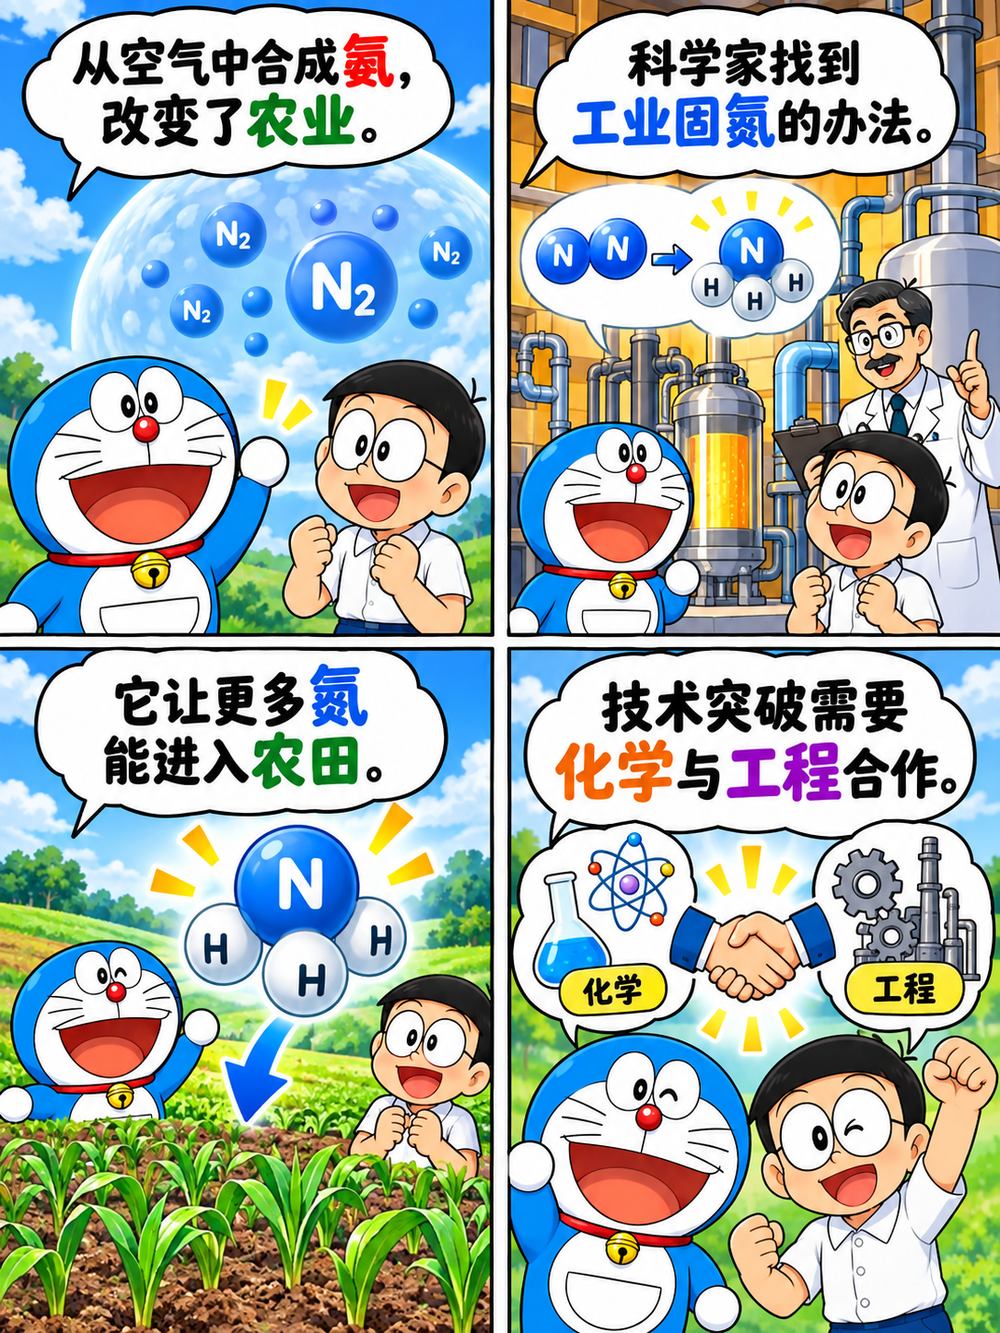 从空气中合成氨，
改变了农业。
N₂
N₂
N₂
N₂
科学家找到
工业固氮的办法。
N N
N
H H H
它让更多氮
能进入农田。
N
H H H
技术突破需要
化学与工程合作。
化学
工程